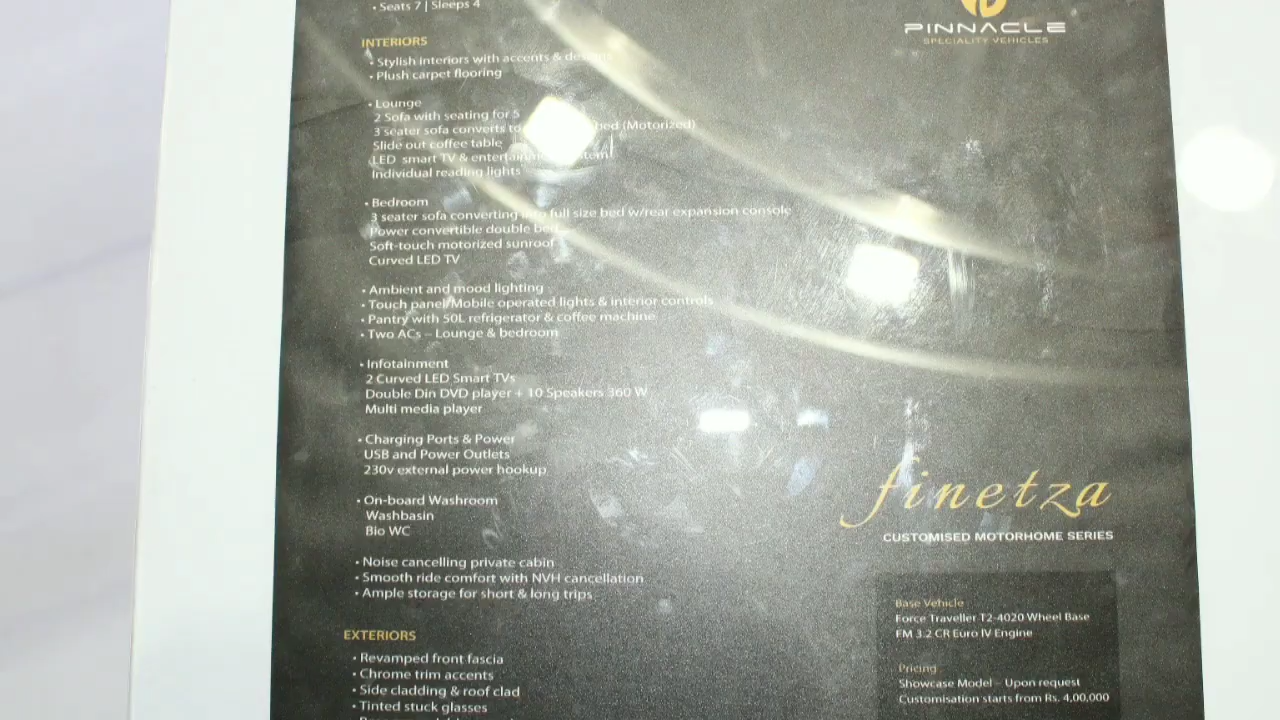 • Seats 7 | Sleeps 4
PINNACLE
SPECIALITY VEHICLES
INTERIORS
• Stylish interiors with accents &
• Plush carpet flooring
• Lounge
2 Sofa with seating for 5
3 seater sofa converts to bed (Motorized)
Slide out coffee table
LED smart TV & entertainment system
Individual reading lights
• Bedroom
3 seater sofa converting into full size bed w/rear expansion console
Power convertible double bed
Soft-touch motorized sunroof
Curved LED TV
• Ambient and mood lighting
• Touch panel/Mobile operated lights & interior controls
• Pantry with 50L refrigerator & coffee machine
• Two ACs – Lounge & bedroom
• Infotainment
2 Curved LED Smart TVs
Double Din DVD player + 10 Speakers 360 W
Multi media player
• Charging Ports & Power
USB and Power Outlets
230v external power hookup
• On-board Washroom
Washbasin
Bio WC
• Noise cancelling private cabin
• Smooth ride comfort with NVH cancellation
• Ample storage for short & long trips
EXTERIORS
• Revamped front fascia
• Chrome trim accents
• Side cladding & roof clad
• Tinted stuck glasses
finetza
CUSTOMISED MOTORHOME SERIES
Base Vehicle
Force Traveller T2-4020 Wheel Base
FM 3.2 CR Euro IV Engine
Pricing
Showcase Model – Upon request
Customisation starts from Rs. 4,00,000